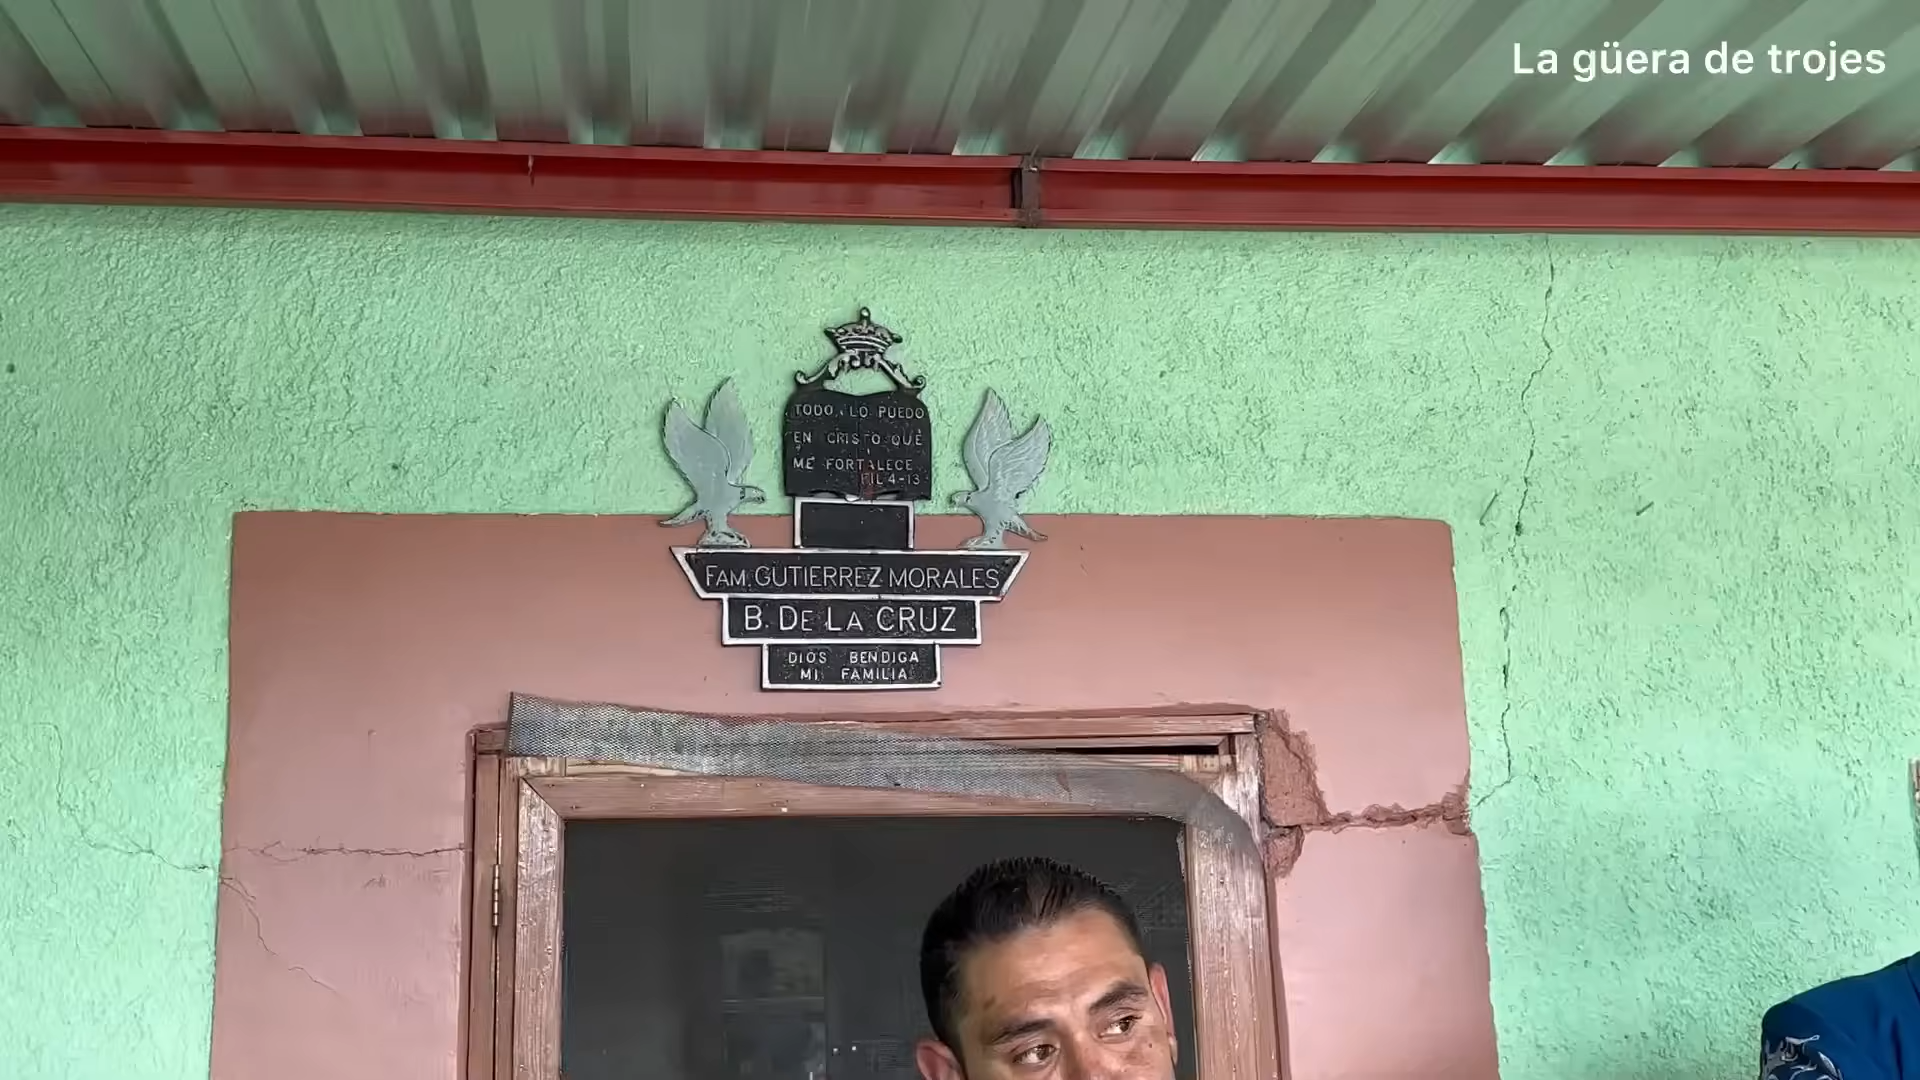 La güera de trojes
TODO LO PUEDO
EN CRISTO QUE
ME FORTALECE
FIL 4-13
FAM. GUTIERREZ MORALES
B. DE LA CRUZ
DIOS BENDIGA
MI FAMILIA